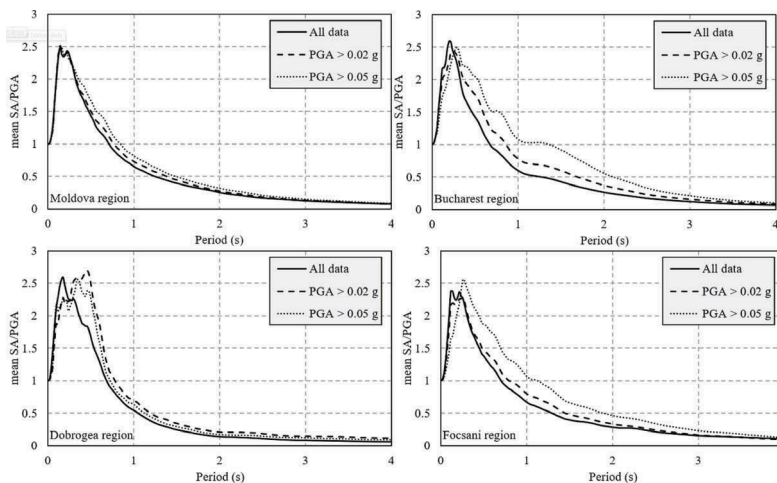 All data
PGA > 0.02 g
PGA > 0.05 g
mean SA/PGA
3
2.5
2
1.5
1
0.5
0
Moldova region
0 1 2 3 4
Period (s)
All data
PGA > 0.02 g
PGA > 0.05 g
mean SA/PGA
3
2.5
2
1.5
1
0.5
0
Bucharest region
0 1 2 3 4
Period (s)
All data
PGA > 0.02 g
PGA > 0.05 g
mean SA/PGA
3
2.5
2
1.5
1
0.5
0
Dobrogea region
0 1 2 3 4
Period (s)
All data
PGA > 0.02 g
PGA > 0.05 g
mean SA/PGA
3
2.5
2
1.5
1
0.5
0
Focsani region
0 1 2 3 4
Period (s)